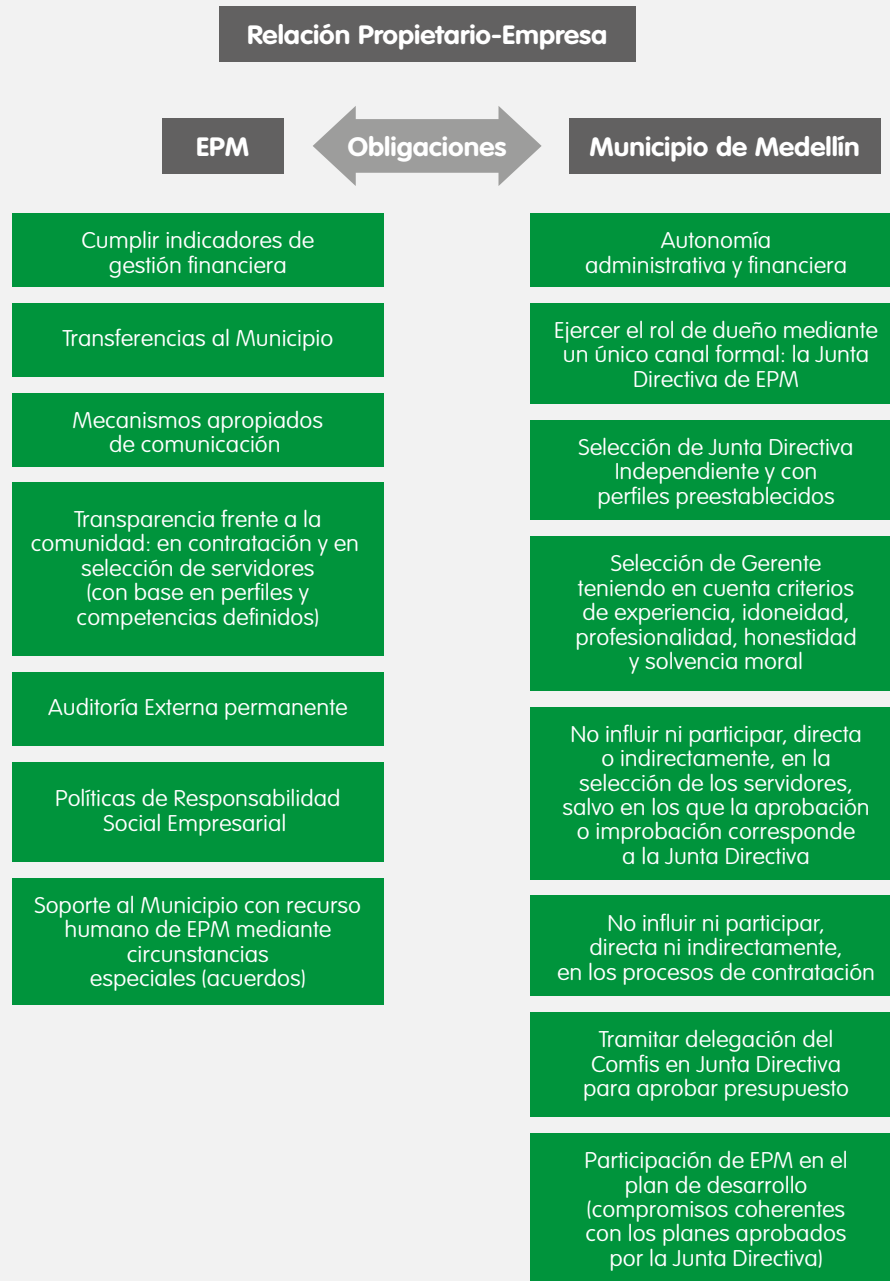 Relación Propietario-Empresa
EPM
Obligaciones
Municipio de Medellín
Cumplir indicadores de
gestión financiera
Transferencias al Municipio
Mecanismos apropiados
de comunicación
Transparencia frente a la
comunidad: en contratación y en
selección de servidores
(con base en perfiles y
competencias definidos)
Auditoría Externa permanente
Políticas de Responsabilidad
Social Empresarial
Soporte al Municipio con recurso
humano de EPM mediante
circunstancias
especiales (acuerdos)
Autonomía
administrativa y financiera
Ejercer el rol de dueño mediante
un único canal formal: la Junta
Directiva de EPM
Selección de Junta Directiva
Independiente y con
perfiles preestablecidos
Selección de Gerente
teniendo en cuenta criterios
de experiencia, idoneidad,
profesionalidad, honestidad
y solvencia moral
No influir ni participar, directa
o indirectamente, en la
selección de los servidores,
salvo en los que la aprobación
o improbación corresponde
a la Junta Directiva
No influir ni participar,
directa ni indirectamente,
en los procesos de contratación
Tramitar delegación del
Comfis en Junta Directiva
para aprobar presupuesto
Participación de EPM en el
plan de desarrollo
(compromisos coherentes
con los planes aprobados
por la Junta Directiva)